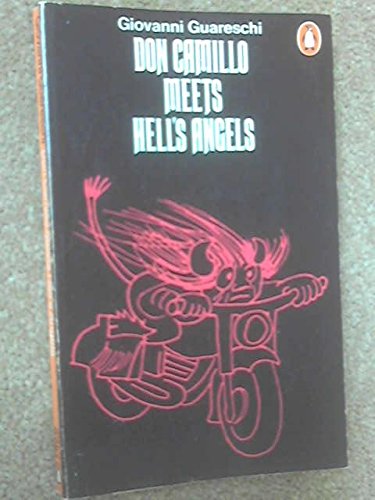 Giovanni Guareschi
DON CAMILLO
MEETS
HELL'S ANGELS